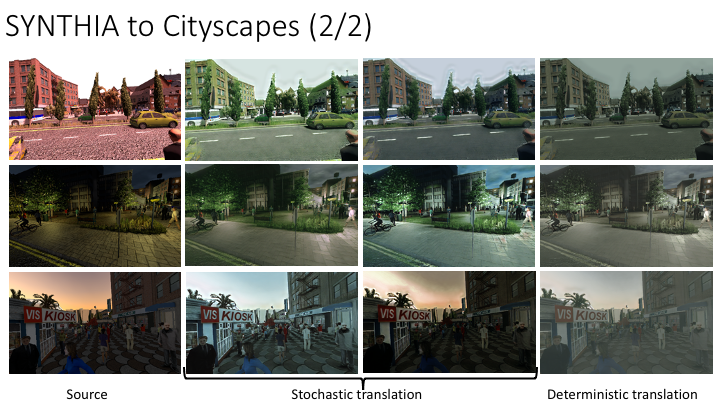 SYNTHIA to Cityscapes (2/2)
VIS KIOSK
VIS KIOSK
VIS KIOSK
VIS KIOSK
Source
Stochastic translation
Deterministic translation